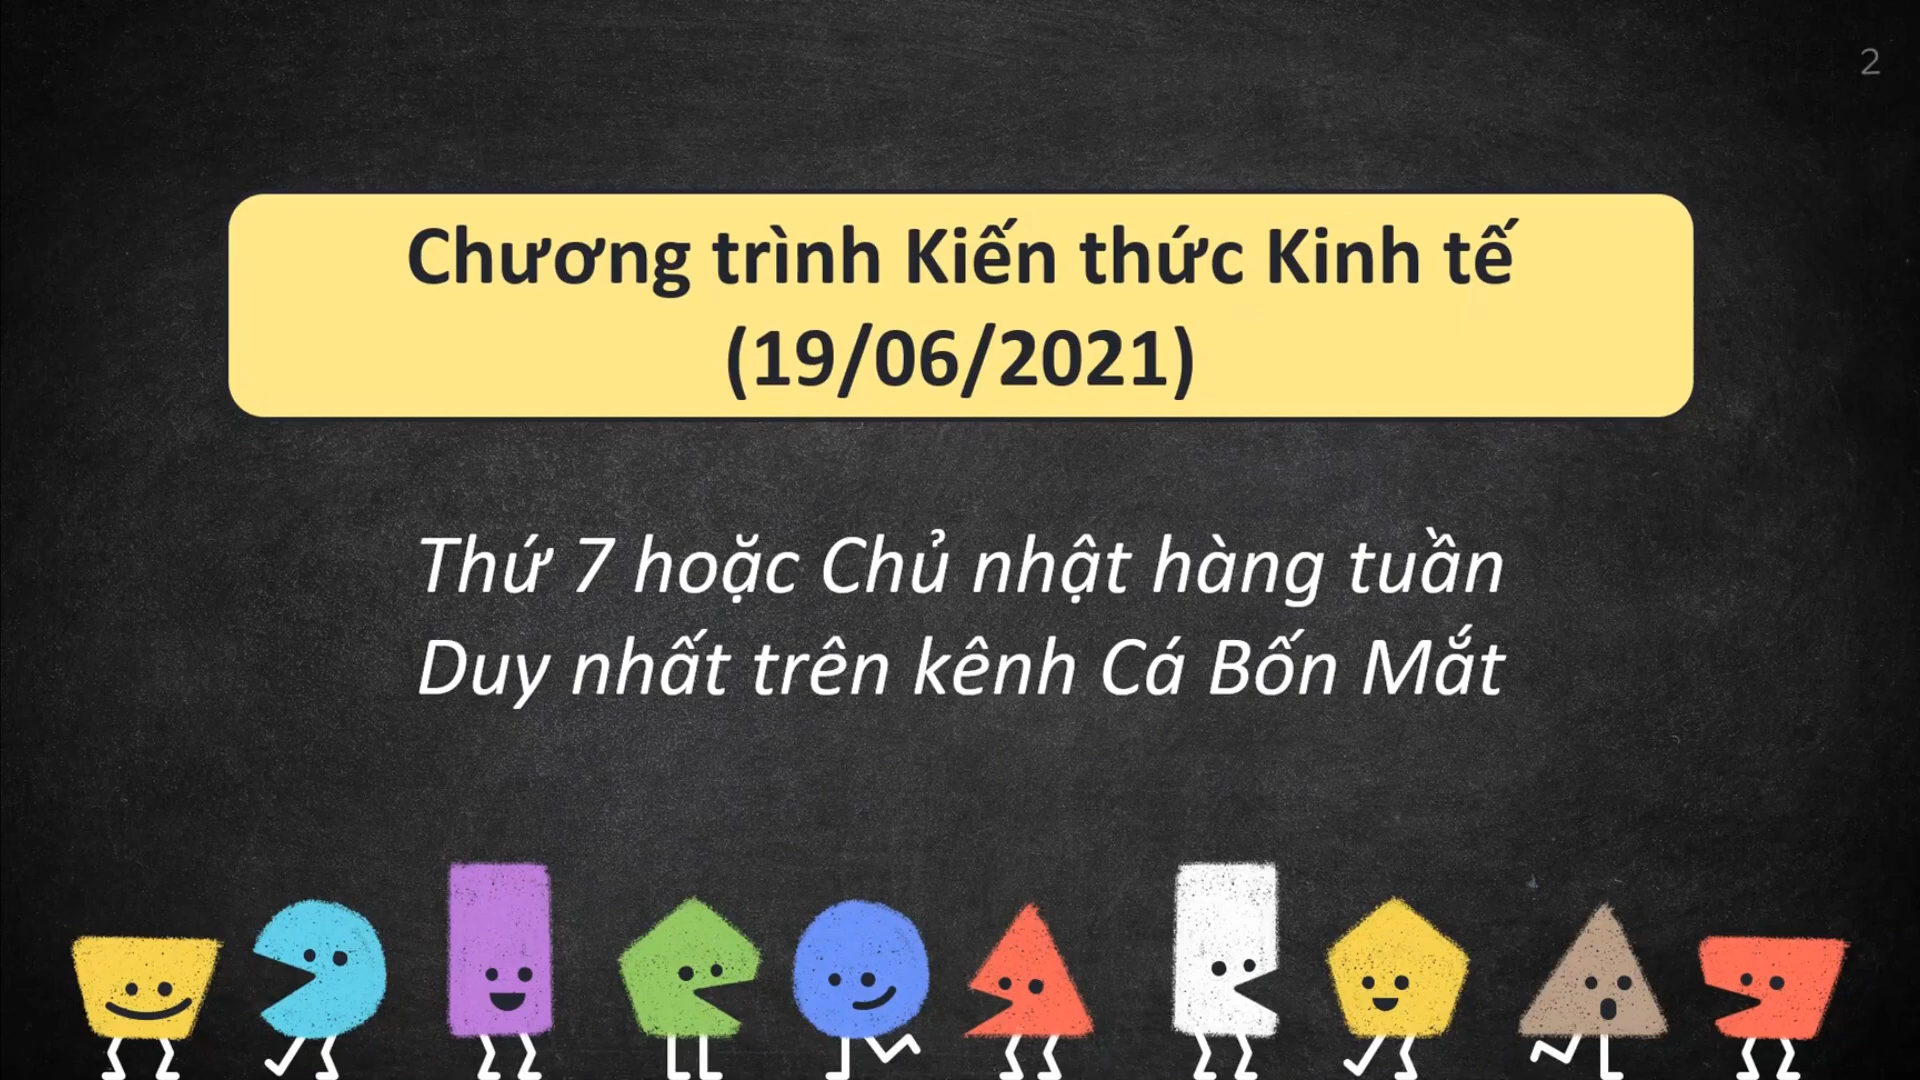 2
Chương trình Kiến thức Kinh tế
(19/06/2021)
Thứ 7 hoặc Chủ nhật hàng tuần
Duy nhất trên kênh Cá Bốn Mắt